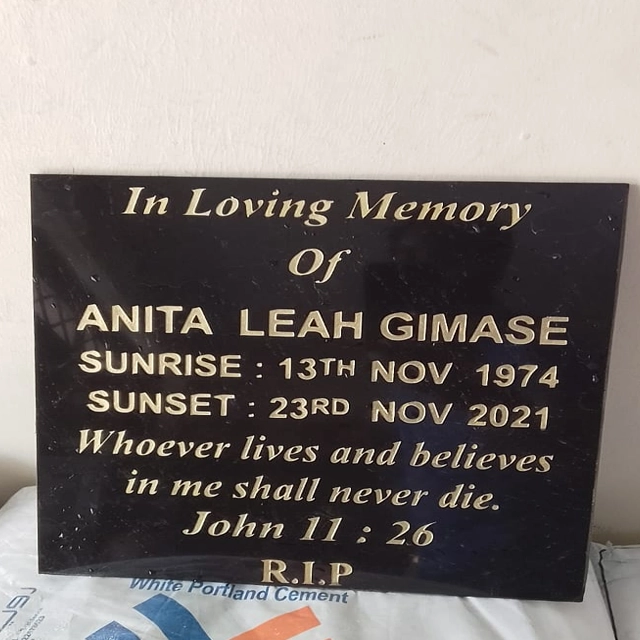 In Loving Memory
Of
ANITA LEAH GIMASE
SUNRISE : 13TH NOV 1974
SUNSET : 23RD NOV 2021
Whoever lives and believes
in me shall never die.
John 11 : 26
R.I.P
White Portland Cement